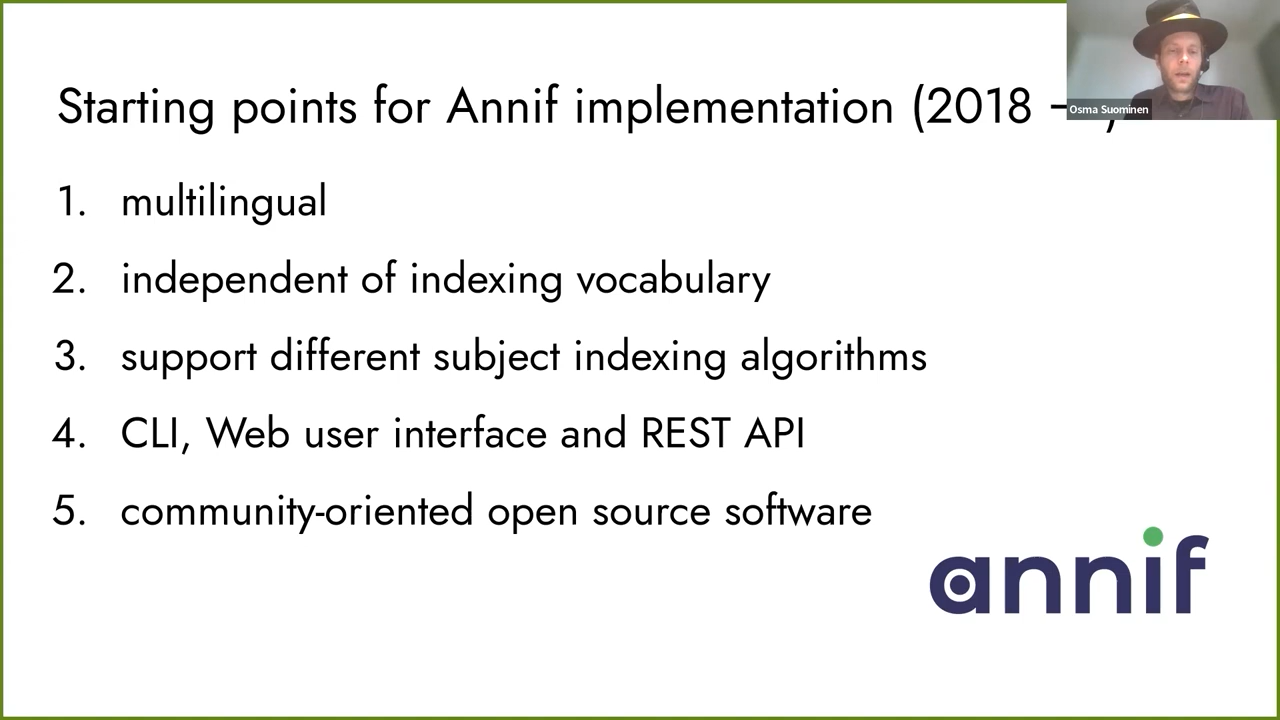 Starting points for Annif implementation (2018 – )
Osma Suominen
1. multilingual
2. independent of indexing vocabulary
3. support different subject indexing algorithms
4. CLI, Web user interface and REST API
5. community-oriented open source software
annif